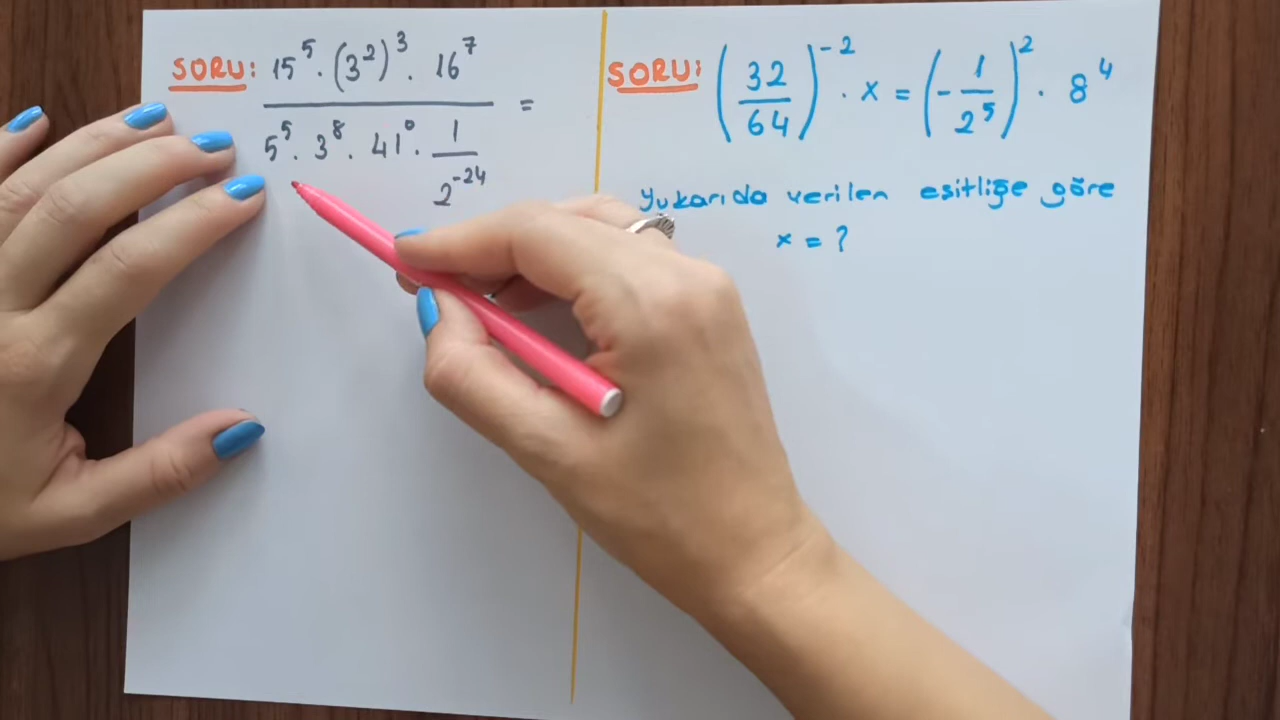 SORU: 15⁵ · (3²)³ · 16⁷
5⁵ · 3⁸ · 41⁰ · 1/2⁻²⁴ =
SORU: (32/64)⁻² · x = (-1/2⁵)² · 8⁴
Yukarıda verilen eşitliğe göre
x = ?